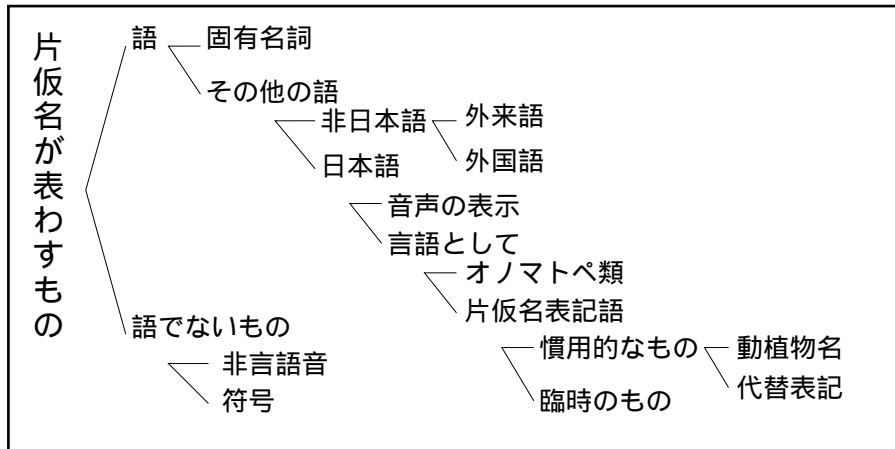 片仮名が表わすもの
語
固有名詞
その他の語
非日本語
外来語
外国語
日本語
音声の表示
言語として
オノマトペ類
片仮名表記語
慣用的なもの
動植物名
代替表記
臨時のもの
語でないもの
非言語音
符号